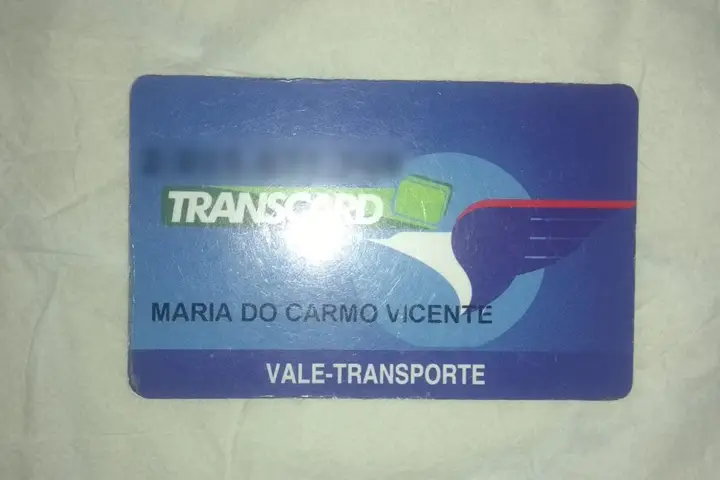 TRANSCARD
MARIA DO CARMO VICENTE
VALE-TRANSPORTE